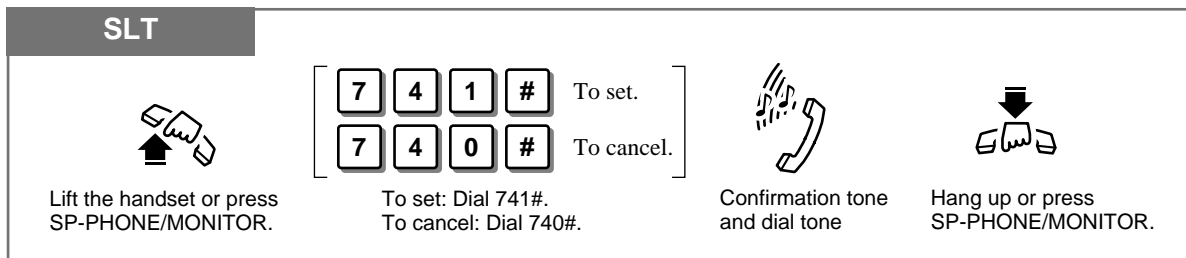 SLT
7 4 1 # To set.
7 4 0 # To cancel.
Lift the handset or press
SP-PHONE/MONITOR.
To set: Dial 741#.
To cancel: Dial 740#.
Confirmation tone
and dial tone
Hang up or press
SP-PHONE/MONITOR.